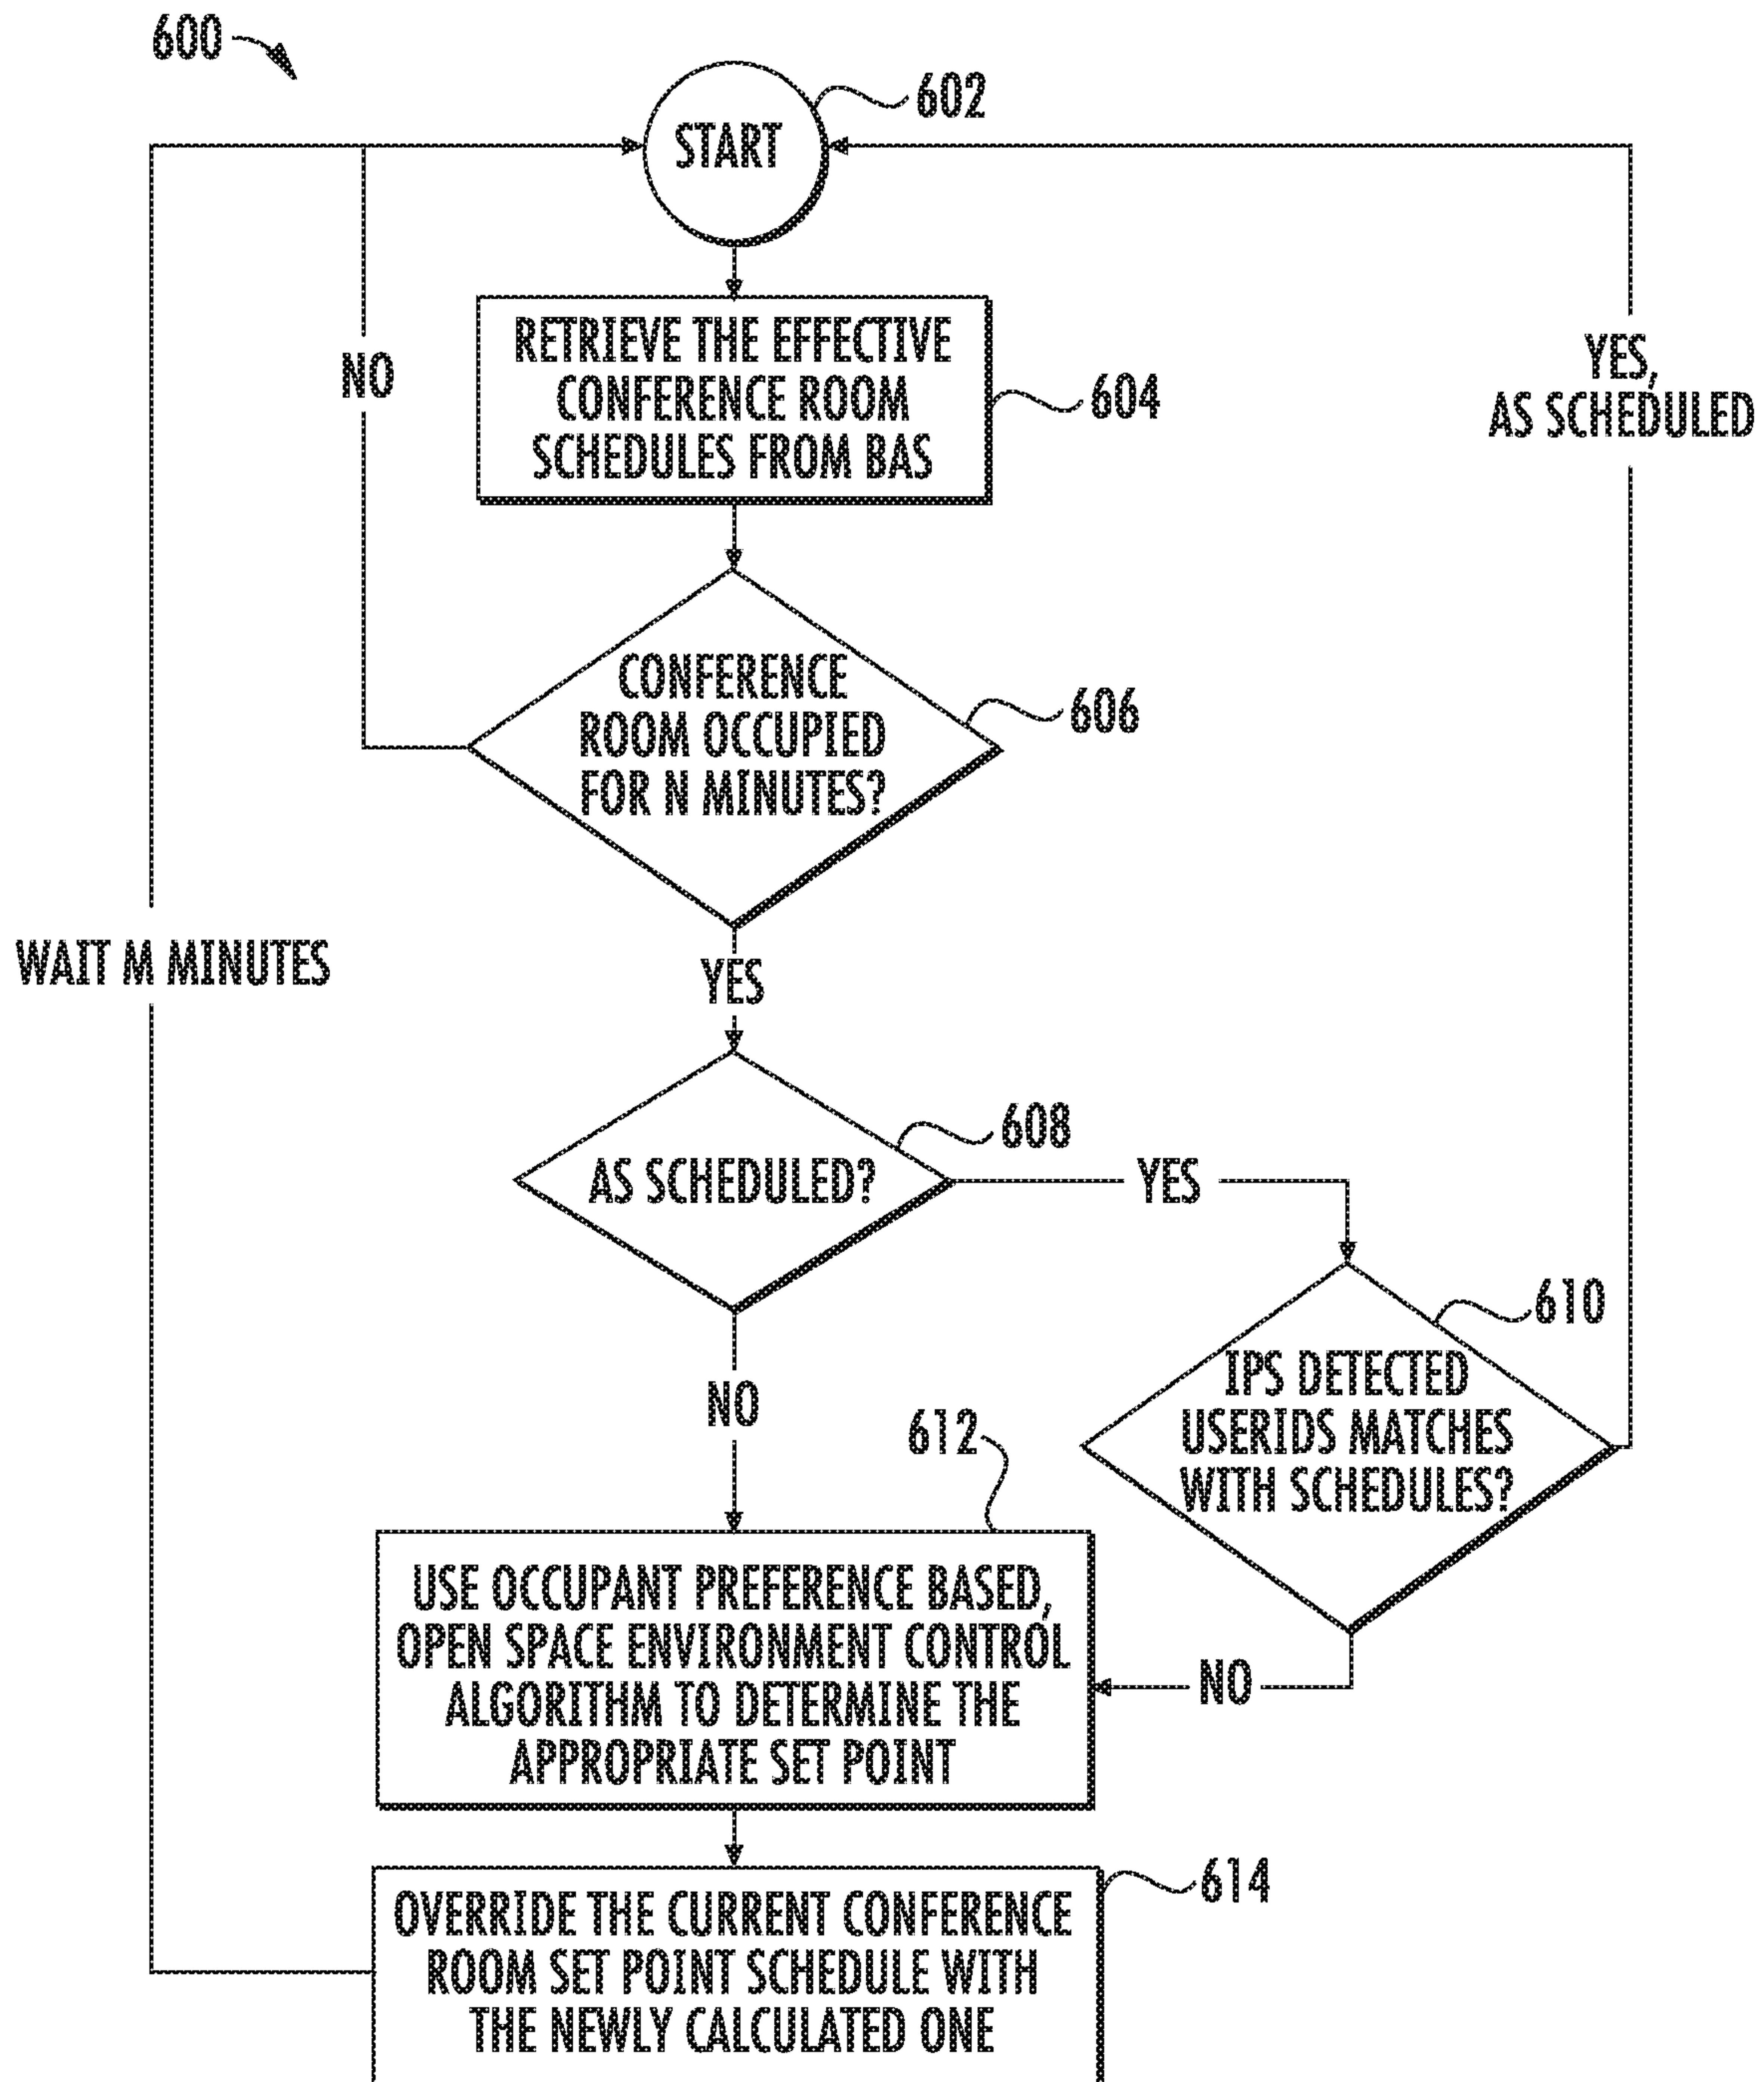 600
START
602
RETRIEVE THE EFFECTIVE
CONFERENCE ROOM
SCHEDULES FROM BAS
604
NO
YES,
AS SCHEDULED
CONFERENCE
ROOM OCCUPIED
FOR N MINUTES?
606
WAIT M MINUTES
YES
AS SCHEDULED?
608
YES
610
IPS DETECTED
USERIDS MATCHES
WITH SCHEDULES?
NO
612
USE OCCUPANT PREFERENCE BASED,
OPEN SPACE ENVIRONMENT CONTROL
ALGORITHM TO DETERMINE THE
APPROPRIATE SET POINT
NO
OVERRIDE THE CURRENT CONFERENCE
ROOM SET POINT SCHEDULE WITH
THE NEWLY CALCULATED ONE
614